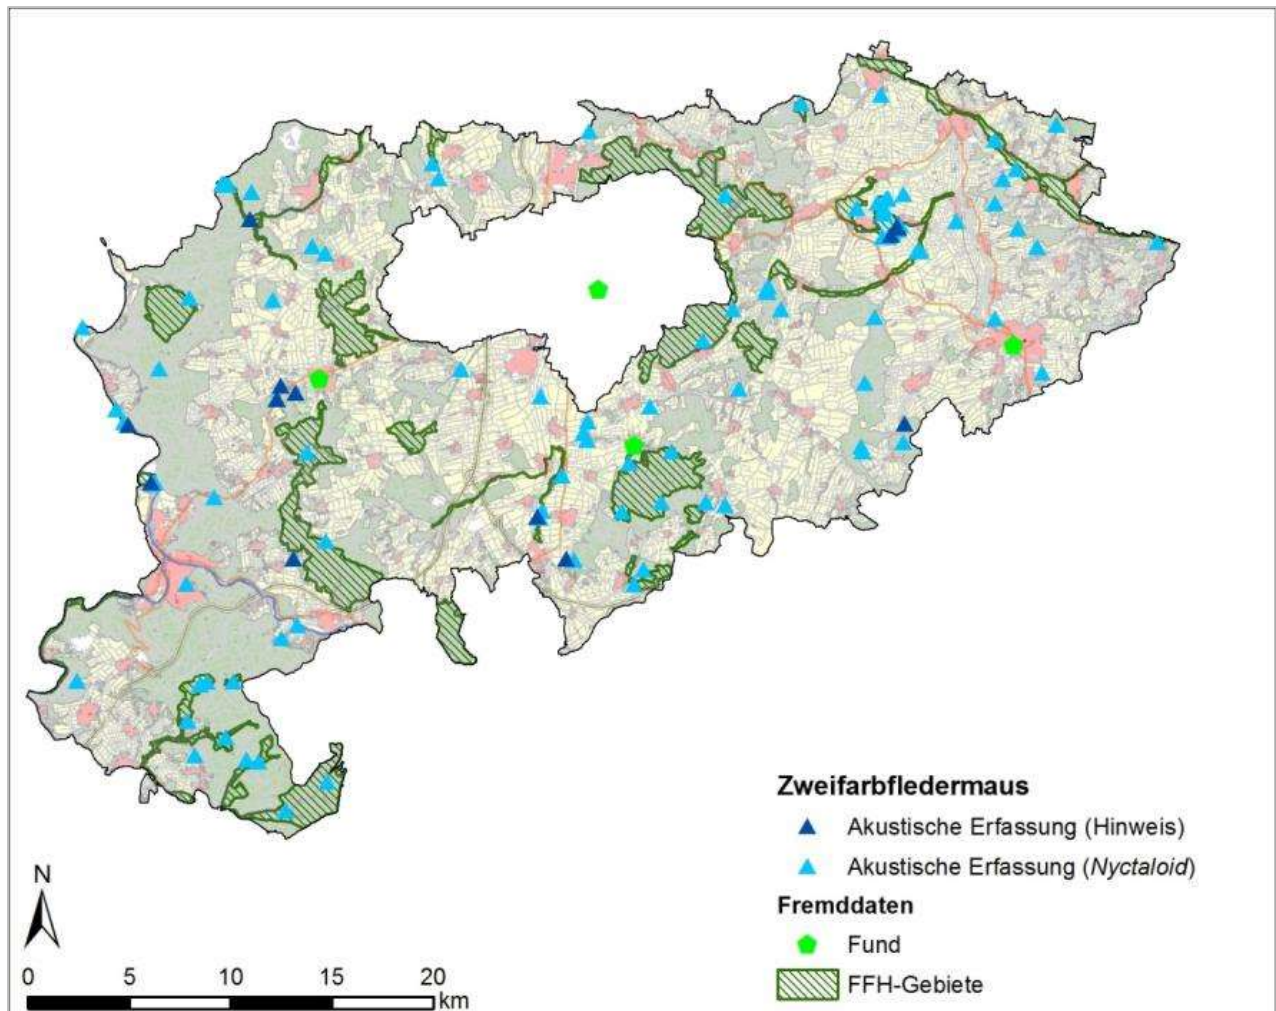 Zweifarbfledermaus
Akustische Erfassung (Hinweis)
Akustische Erfassung (Nyctaloid)
Fremddaten
Fund
FFH-Gebiete
N
0 5 10 15 20
km